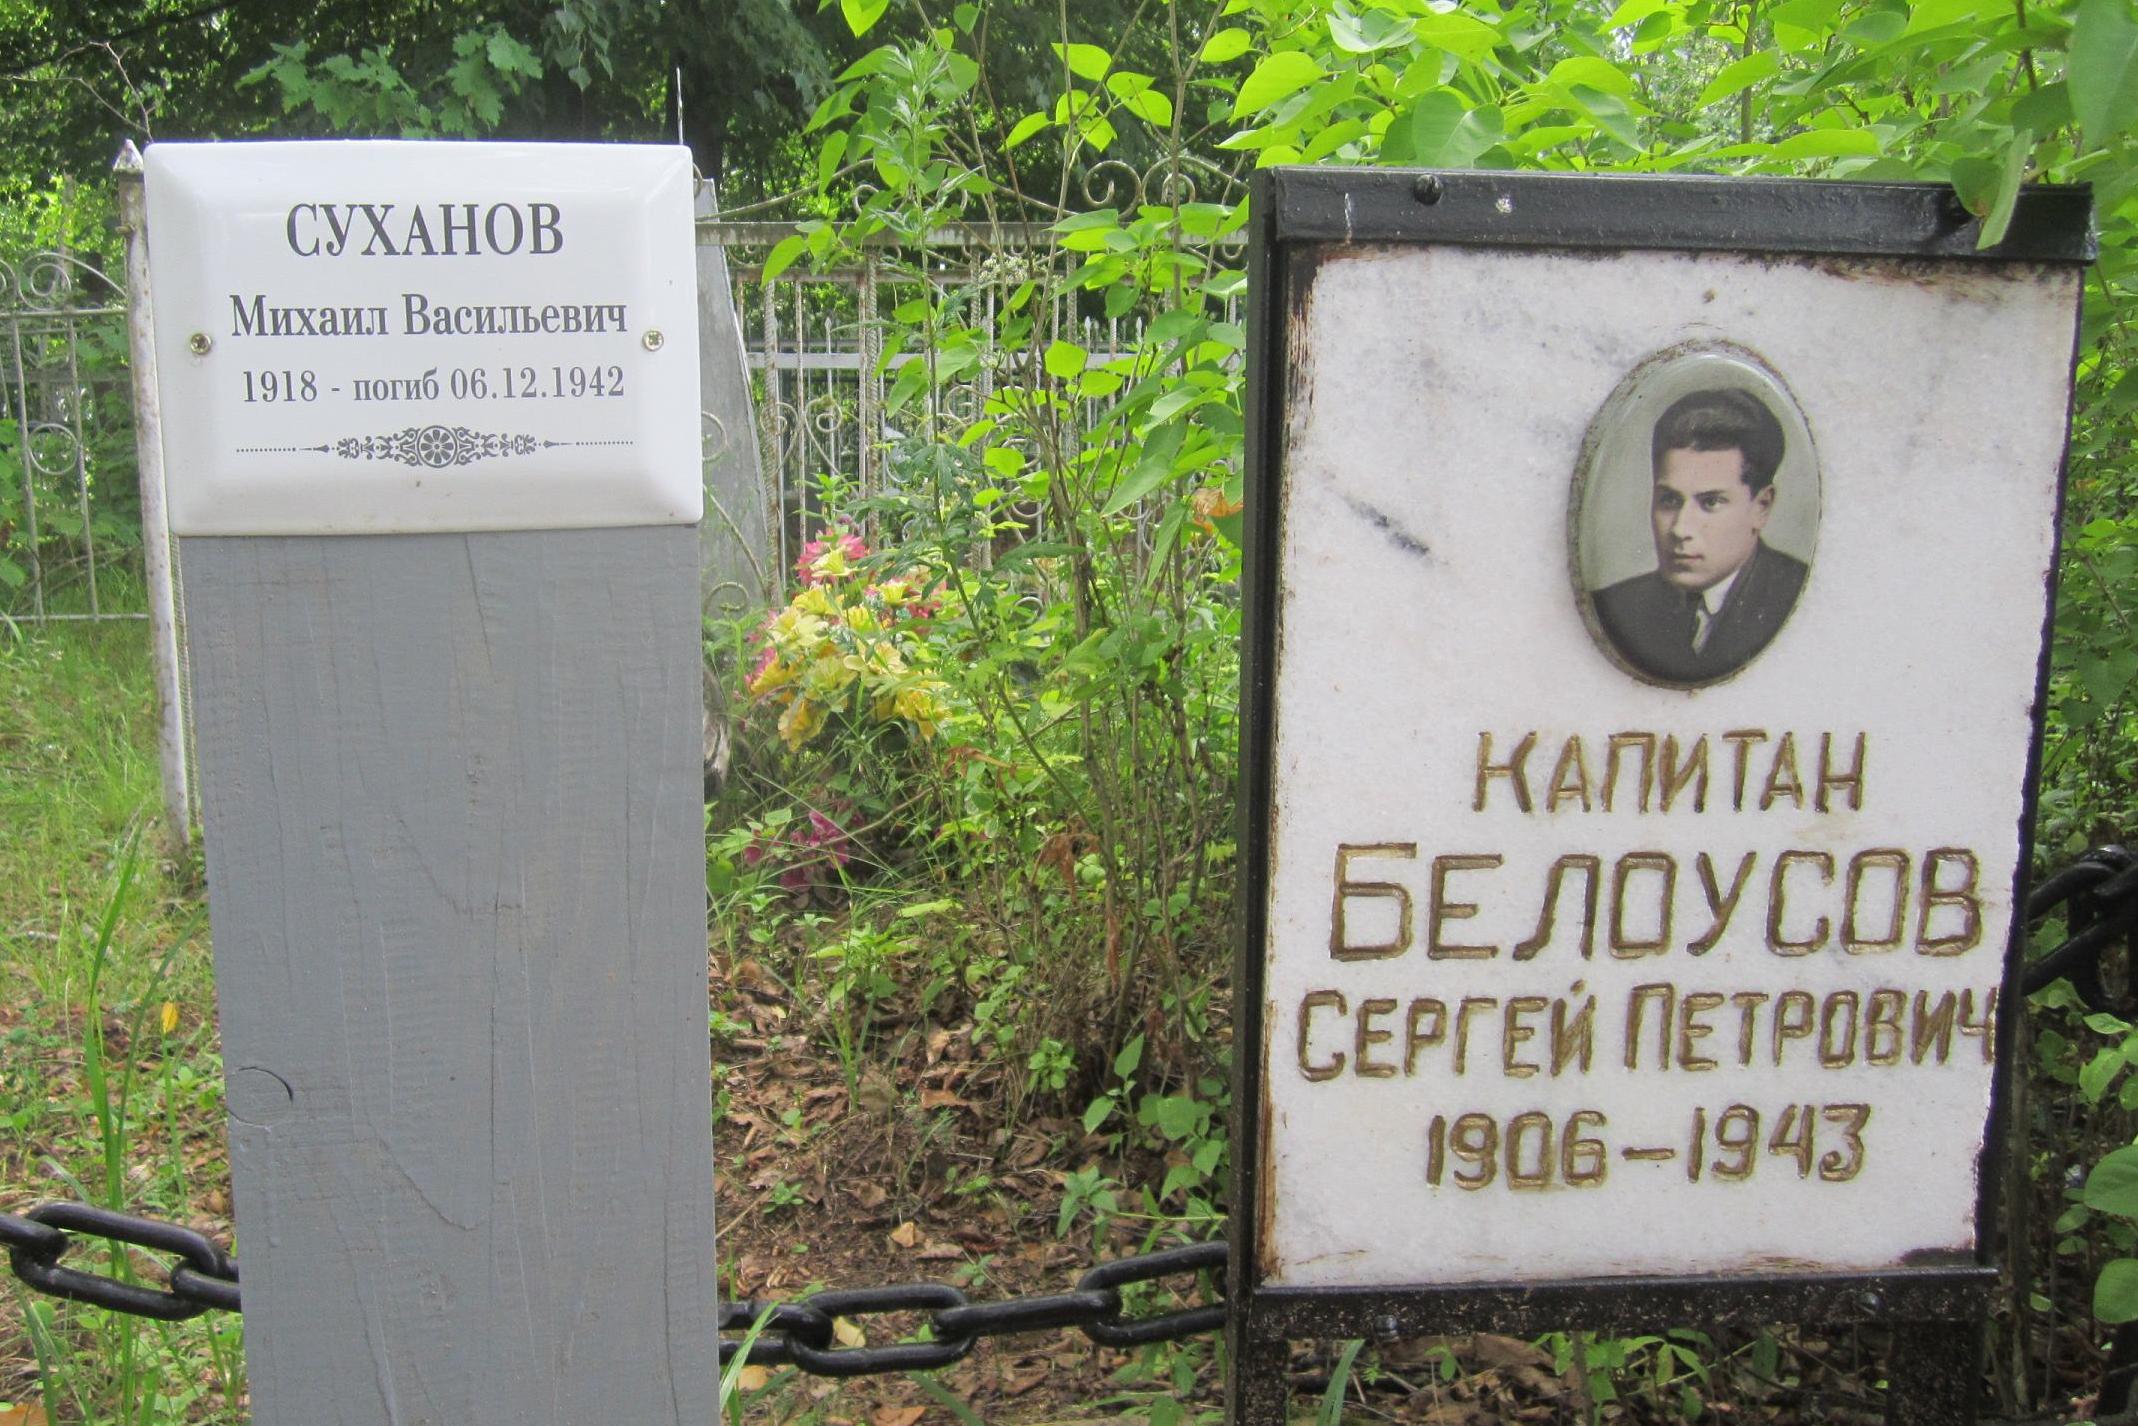 СУХАНОВ
Михаил Васильевич
1918 - погиб 06.12.1942
КАПИТАН
БЕЛОУСОВ
СЕРГЕЙ ПЕТРОВИЧ
1906-1943